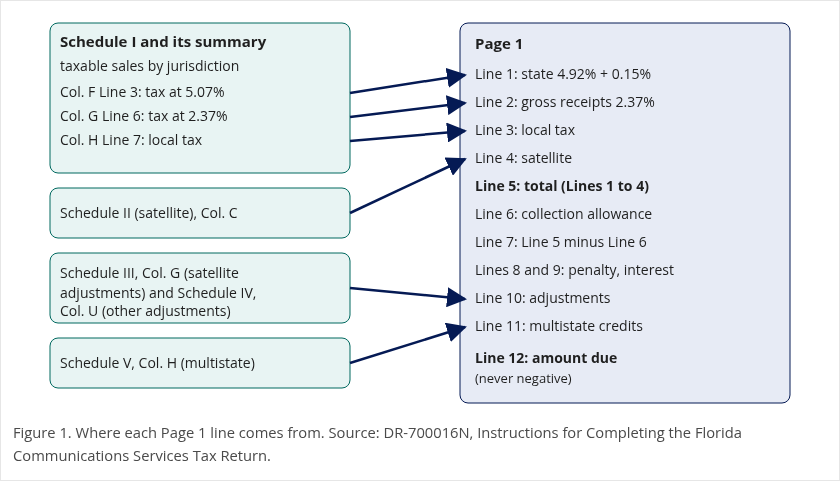 Schedule I and its summary
taxable sales by jurisdiction
Col. F Line 3: tax at 5.07%
Col. G Line 6: tax at 2.37%
Col. H Line 7: local tax
Schedule II (satellite), Col. C
Schedule III, Col. G (satellite
adjustments) and Schedule IV,
Col. U (other adjustments)
Schedule V, Col. H (multistate)
Page 1
Line 1: state 4.92% + 0.15%
Line 2: gross receipts 2.37%
Line 3: local tax
Line 4: satellite
Line 5: total (Lines 1 to 4)
Line 6: collection allowance
Line 7: Line 5 minus Line 6
Lines 8 and 9: penalty, interest
Line 10: adjustments
Line 11: multistate credits
Line 12: amount due
(never negative)
Figure 1. Where each Page 1 line comes from. Source: DR-700016N, Instructions for Completing the Florida
Communications Services Tax Return.